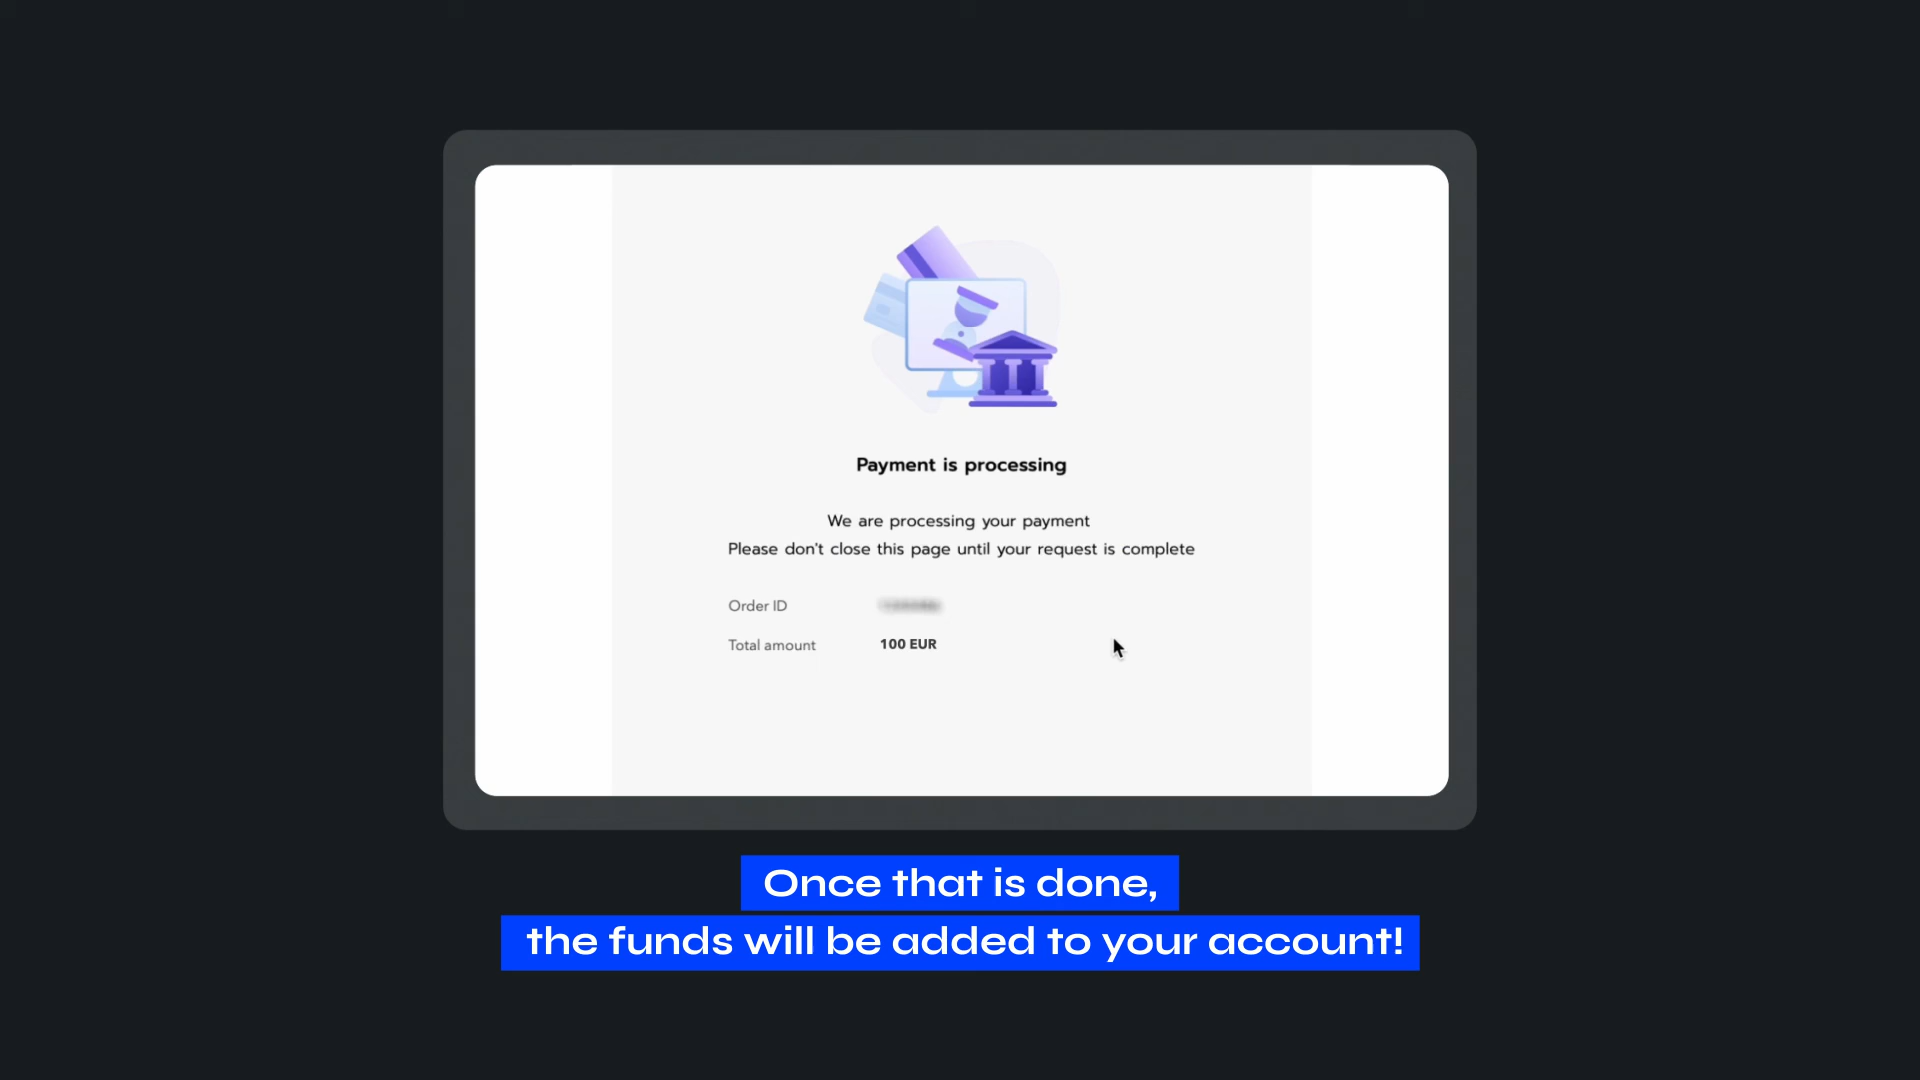 Payment is processing
We are processing your payment
Please don't close this page until your request is complete
Order ID
Total amount 100 EUR
Once that is done,
the funds will be added to your account!